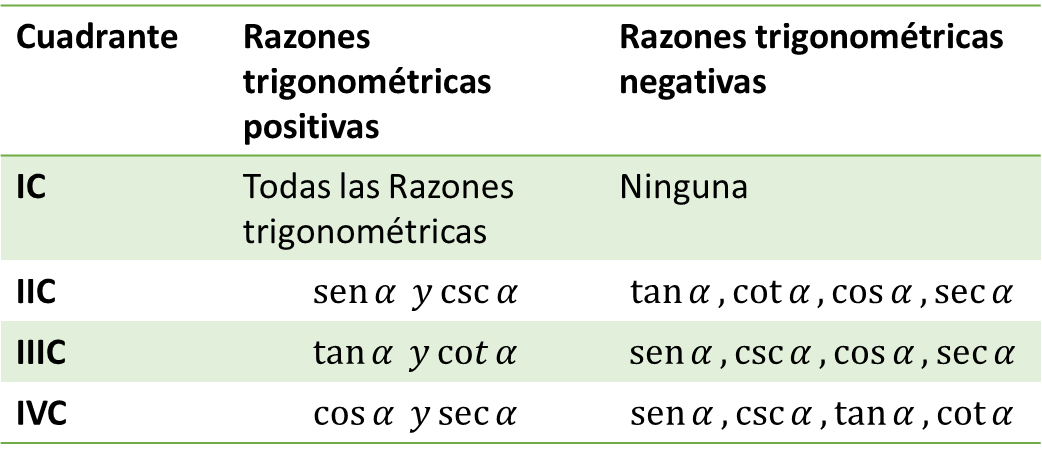 Cuadrante Razones trigonométricas positivas Razones trigonométricas negativas
IC Todas las Razones trigonométricas Ninguna
IIC sen α y csc α tan α , cot α , cos α , sec α
IIIC tan α y cot α sen α , csc α , cos α , sec α
IVC cos α y sec α sen α , csc α , tan α , cot α